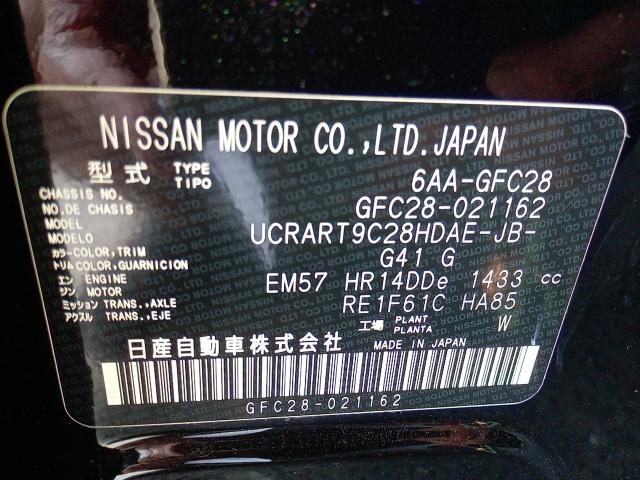 NISSAN MOTOR CO.,LTD.JAPAN
型式 TYPE TIPO 6AA-GFC28
CHASSIS NO. NO.DE CHASIS GFC28-021162
MODEL MODELO UCRART9C28HDAE-JB-
カラー COLOR,TRIM トリム COLOR,GUARNICION G41 G
エン ENGINE ジン MOTOR EM57 HR14DDe 1433 cc
ミッション TRANS.,AXLE アクスル TRANS.,EJE RE1F61C HA85
工場 PLANT PLANTA W
日産自動車株式会社 MADE IN JAPAN
GFC28-021162